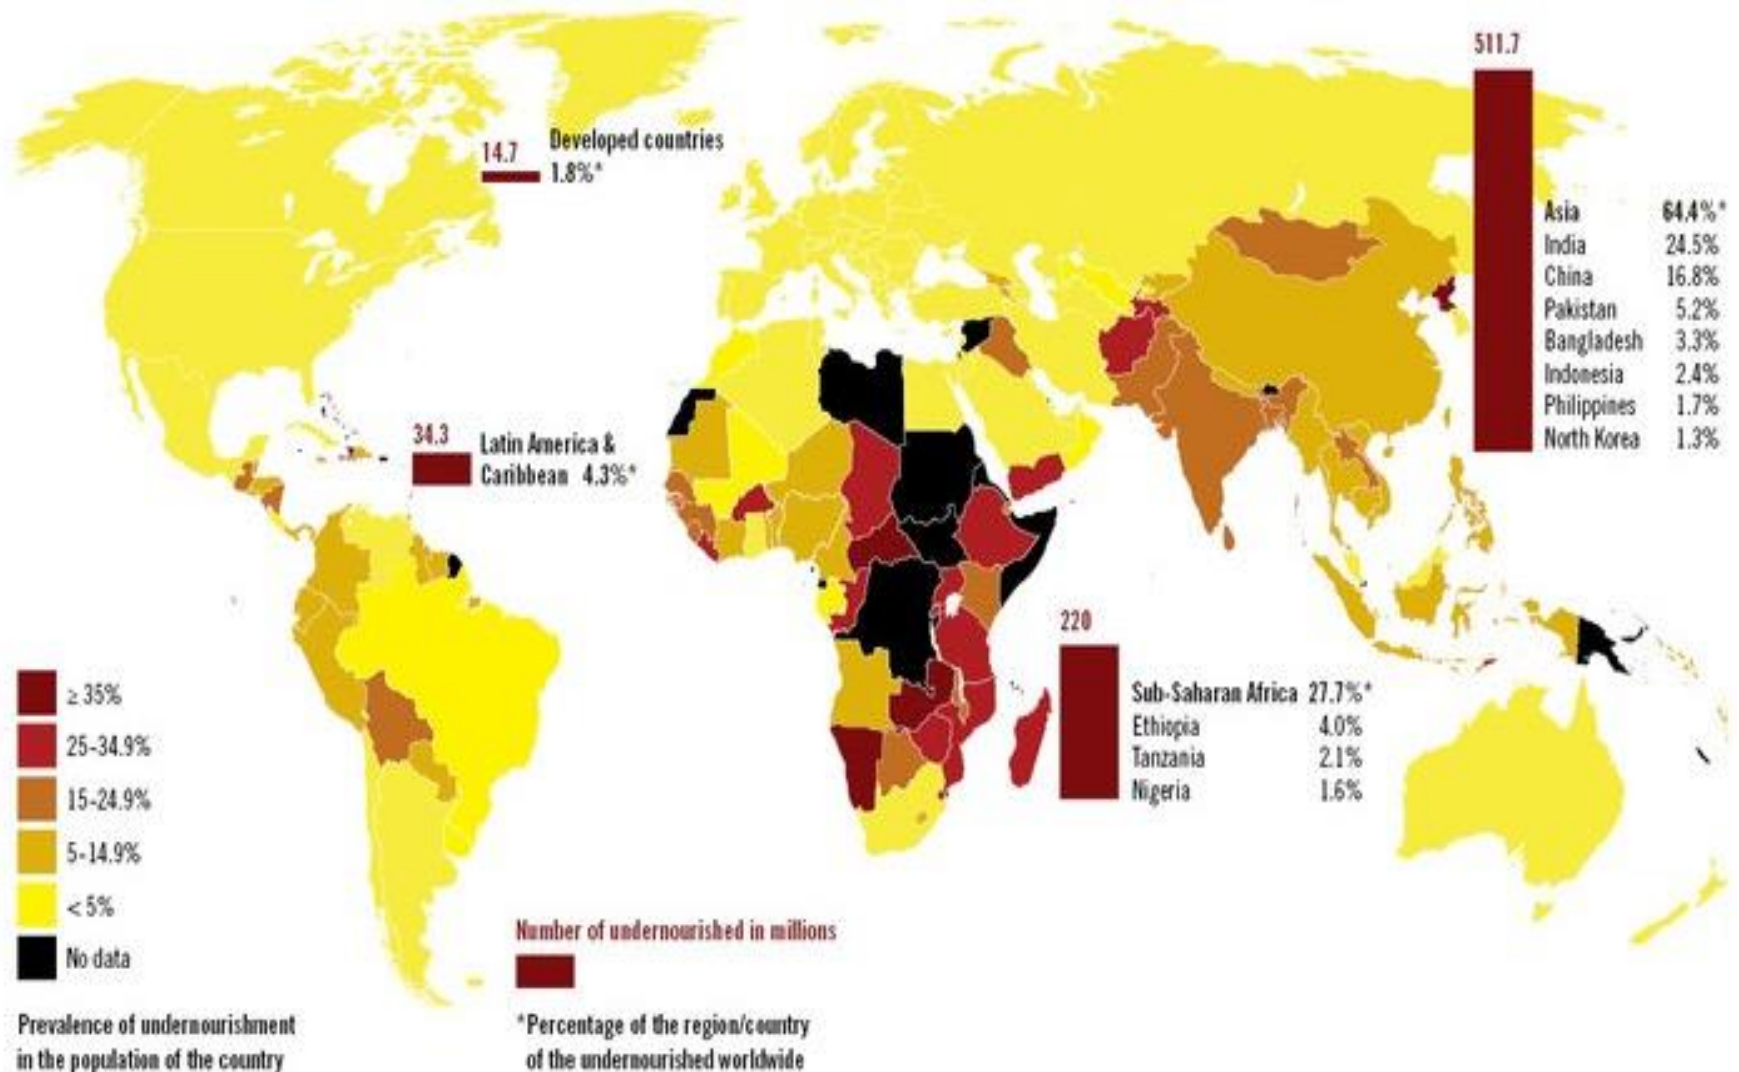 511.7
Developed countries
14.7
1.8%*
Asia 64.4%*
India 24.5%
China 16.8%
Pakistan 5.2%
Bangladesh 3.3%
Indonesia 2.4%
Philippines 1.7%
North Korea 1.3%
34.3
Latin America &
Caribbean 4.3%*
220
Sub-Saharan Africa 27.7%*
Ethiopia 4.0%
Tanzania 2.1%
Nigeria 1.6%
≥ 35%
25-34.9%
15-24.9%
5-14.9%
< 5%
No data
Prevalence of undernourishment
in the population of the country
Number of undernourished in millions
*Percentage of the region/country
of the undernourished worldwide